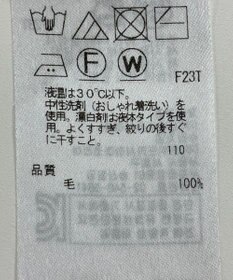 F W
F23T
液温は30℃以下。
中性洗剤(おしゃれ着洗い)を
使用。漂白剤は液体タイプを使
用。よくすすぎ、絞りの後すぐ
に干すこと。
110
品質
毛 100%